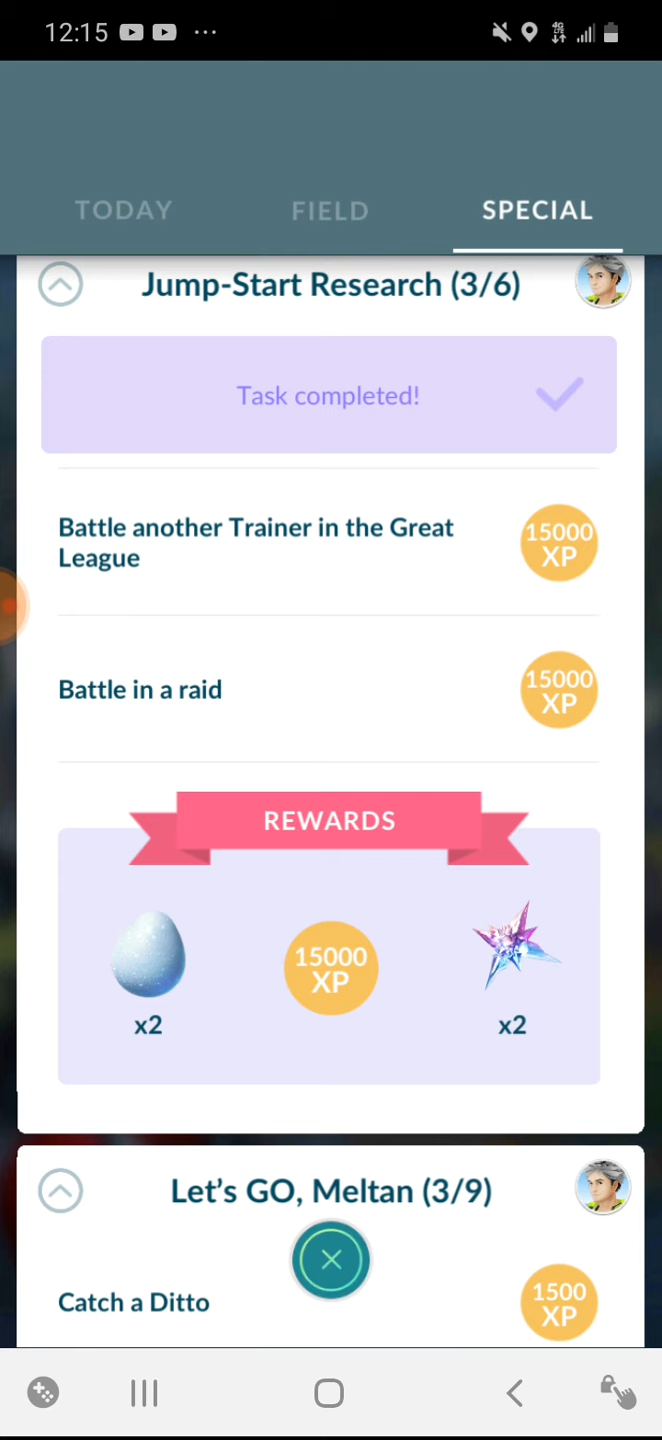 12:15
4G
LTE
TODAY FIELD SPECIAL
Jump-Start Research (3/6)
Task completed!
Battle another Trainer in the Great
League
15000
XP
Battle in a raid
15000
XP
REWARDS
x2
15000
XP
x2
Let’s GO, Meltan (3/9)
Catch a Ditto
1500
XP